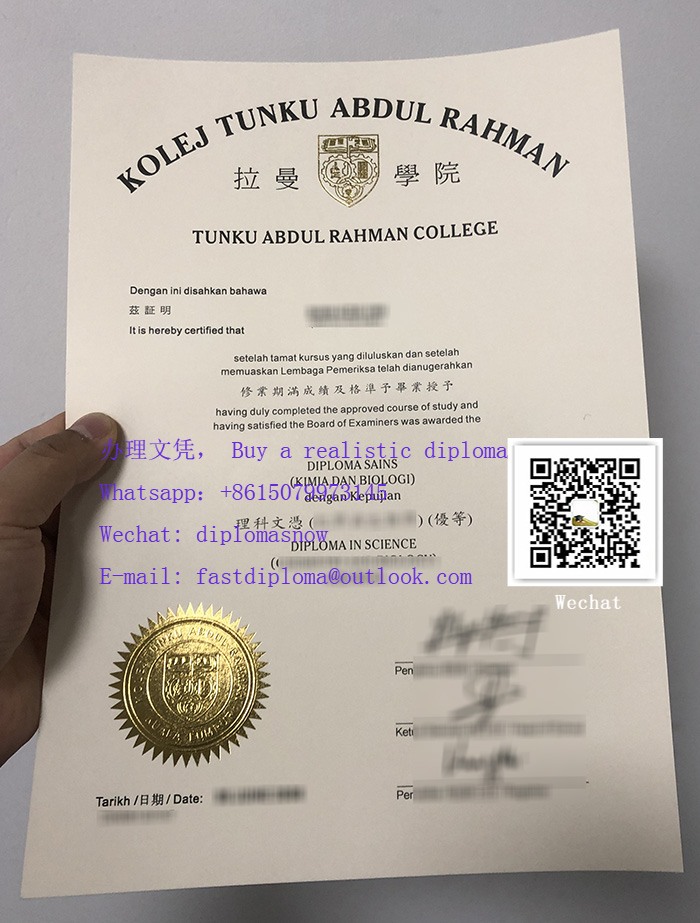 KOLEJ TUNKU ABDUL RAHMAN
拉曼 學院
TUNKU ABDUL RAHMAN COLLEGE
Dengan ini disahkan bahawa
茲証明
It is hereby certified that
setelah tamat kursus yang diluluskan dan setelah
memuaskan Lembaga Pemeriksa telah dianugerahkan
修業期滿成績及格準予畢業授予
having duly completed the approved course of study and
having satisfied the Board of Examiners was awarded the
办理文凭， Buy a realistic diploma
DIPLOMA SAINS
(KIMIA DAN BIOLOGI)
Whatsapp: +8615079973145
dengan Kepujian
理科文憑 ( ) (優等)
Wechat: diplomasnow
DIPLOMA IN SCIENCE
E-mail: fastdiploma@outlook.com
Wechat
Tarikh /日期 / Date: